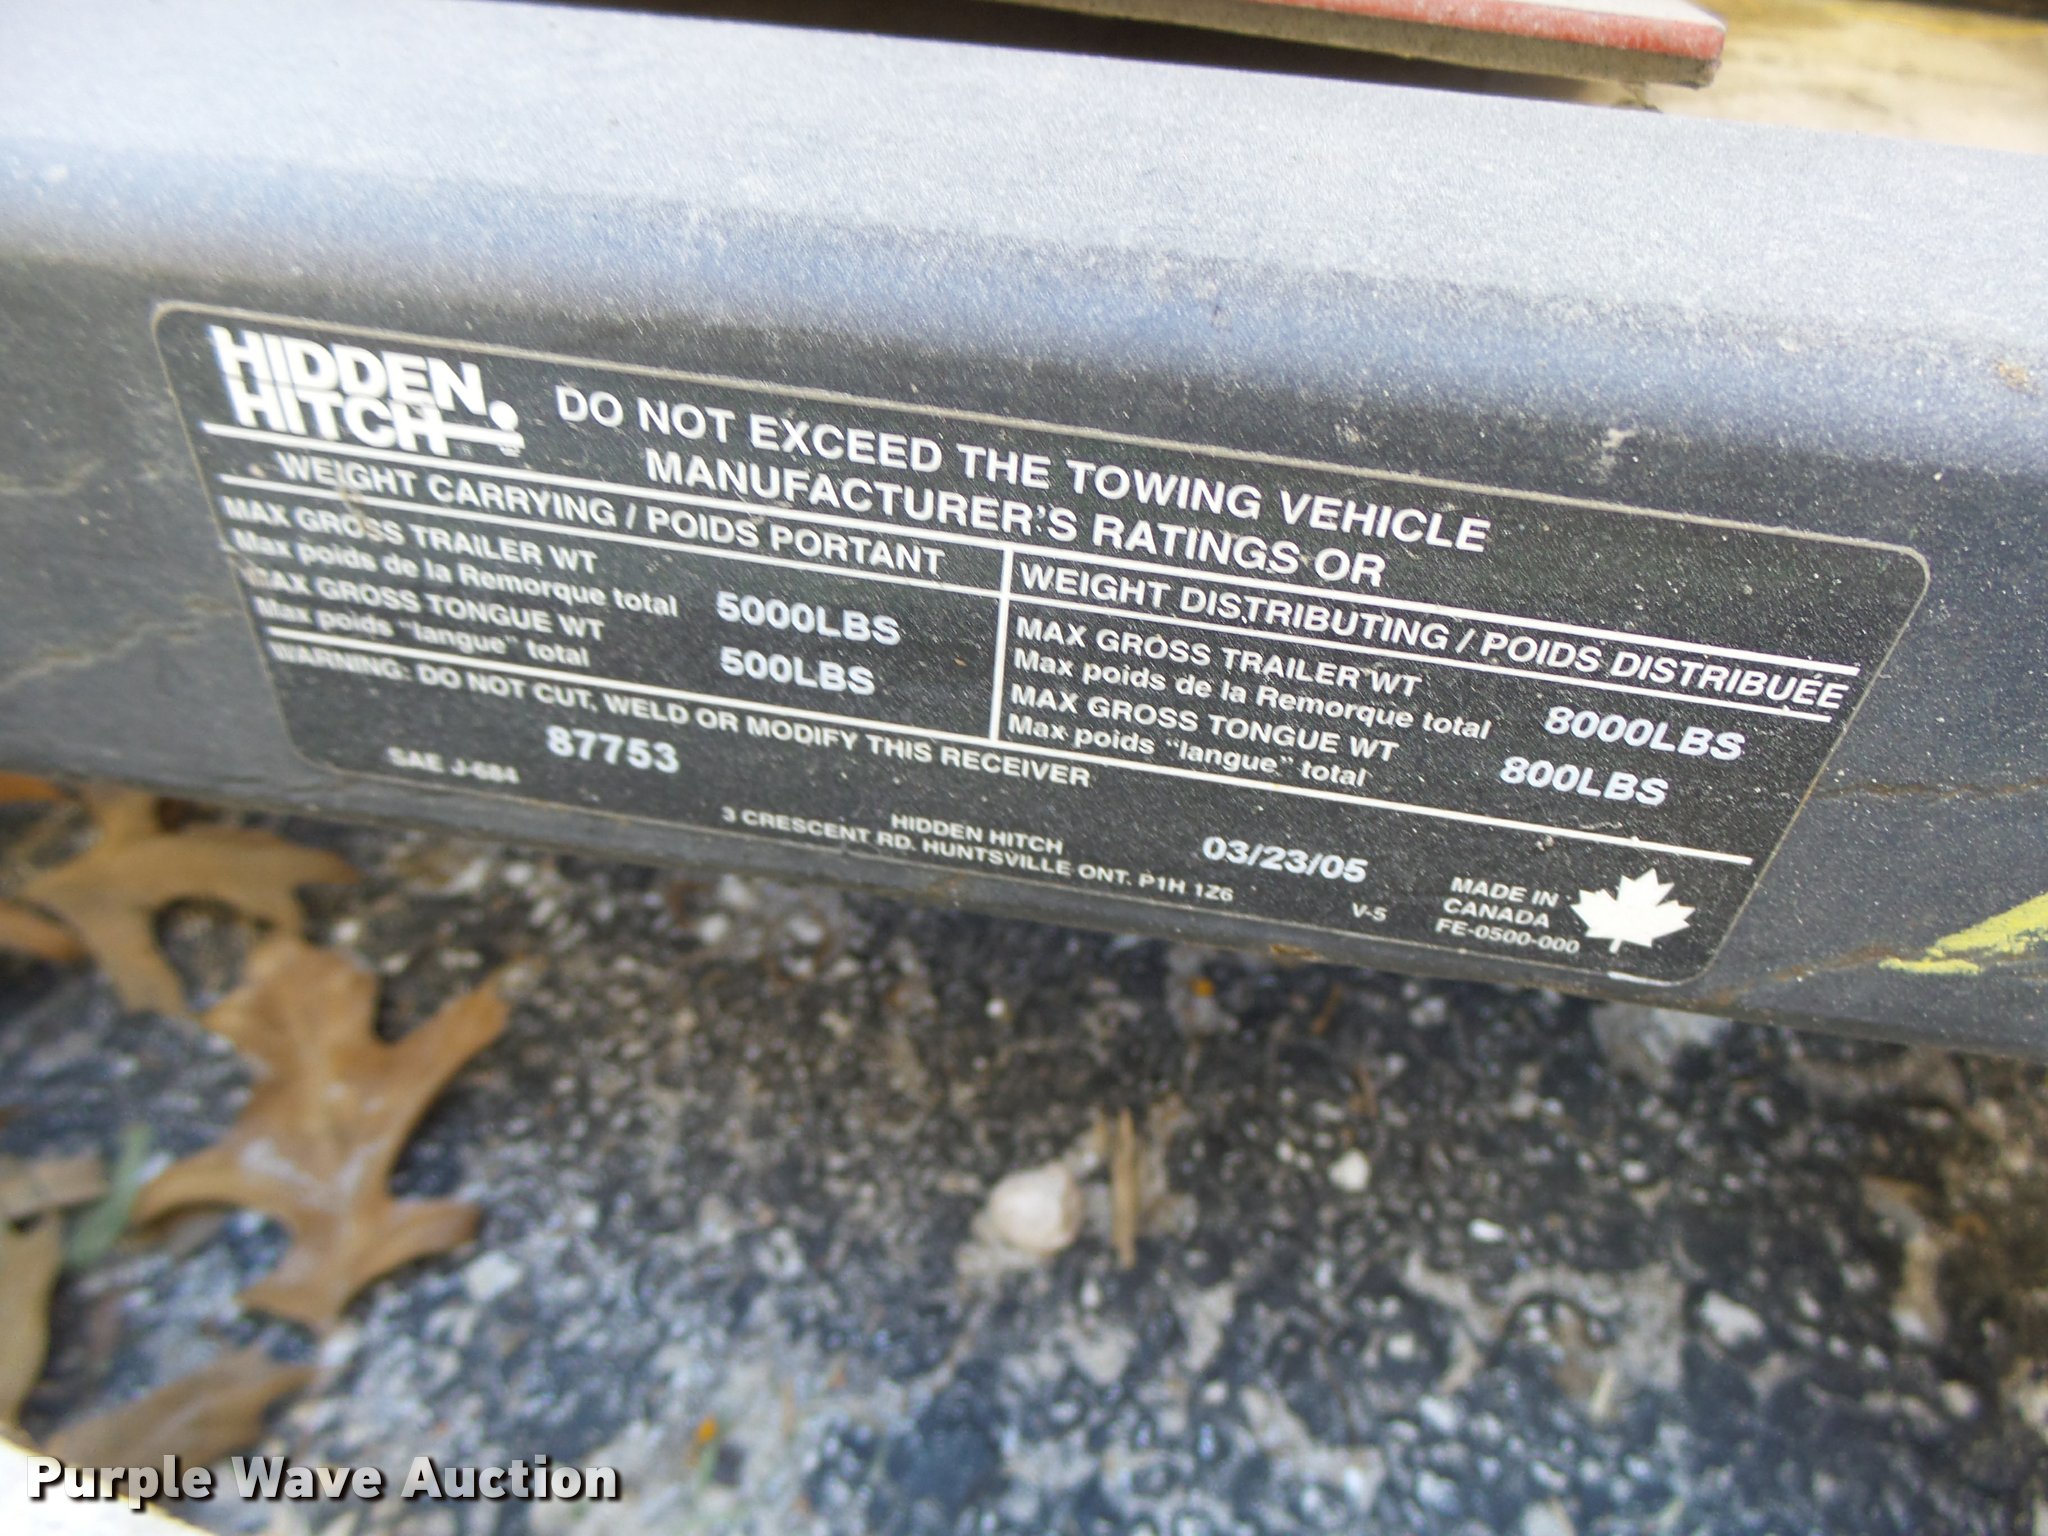 HIDDEN
HITCH
DO NOT EXCEED THE TOWING VEHICLE
MANUFACTURER'S RATINGS OR
WEIGHT CARRYING / POIDS PORTANT
MAX GROSS TRAILER WT
Max poids de la Remorque total 5000LBS
MAX GROSS TONGUE WT
Max poids "langue" total 500LBS
WEIGHT DISTRIBUTING / POIDS DISTRIBUÉE
MAX GROSS TRAILER WT
Max poids de la Remorque total 8000LBS
MAX GROSS TONGUE WT
Max poids "langue" total 800LBS
WARNING: DO NOT CUT, WELD OR MODIFY THIS RECEIVER
SAE J-684 87753
HIDDEN HITCH
3 CRESCENT RD. HUNTSVILLE ONT. P1H 1Z6
03/23/05
V-5
MADE IN
CANADA
FE-0500-000
Purple Wave Auction